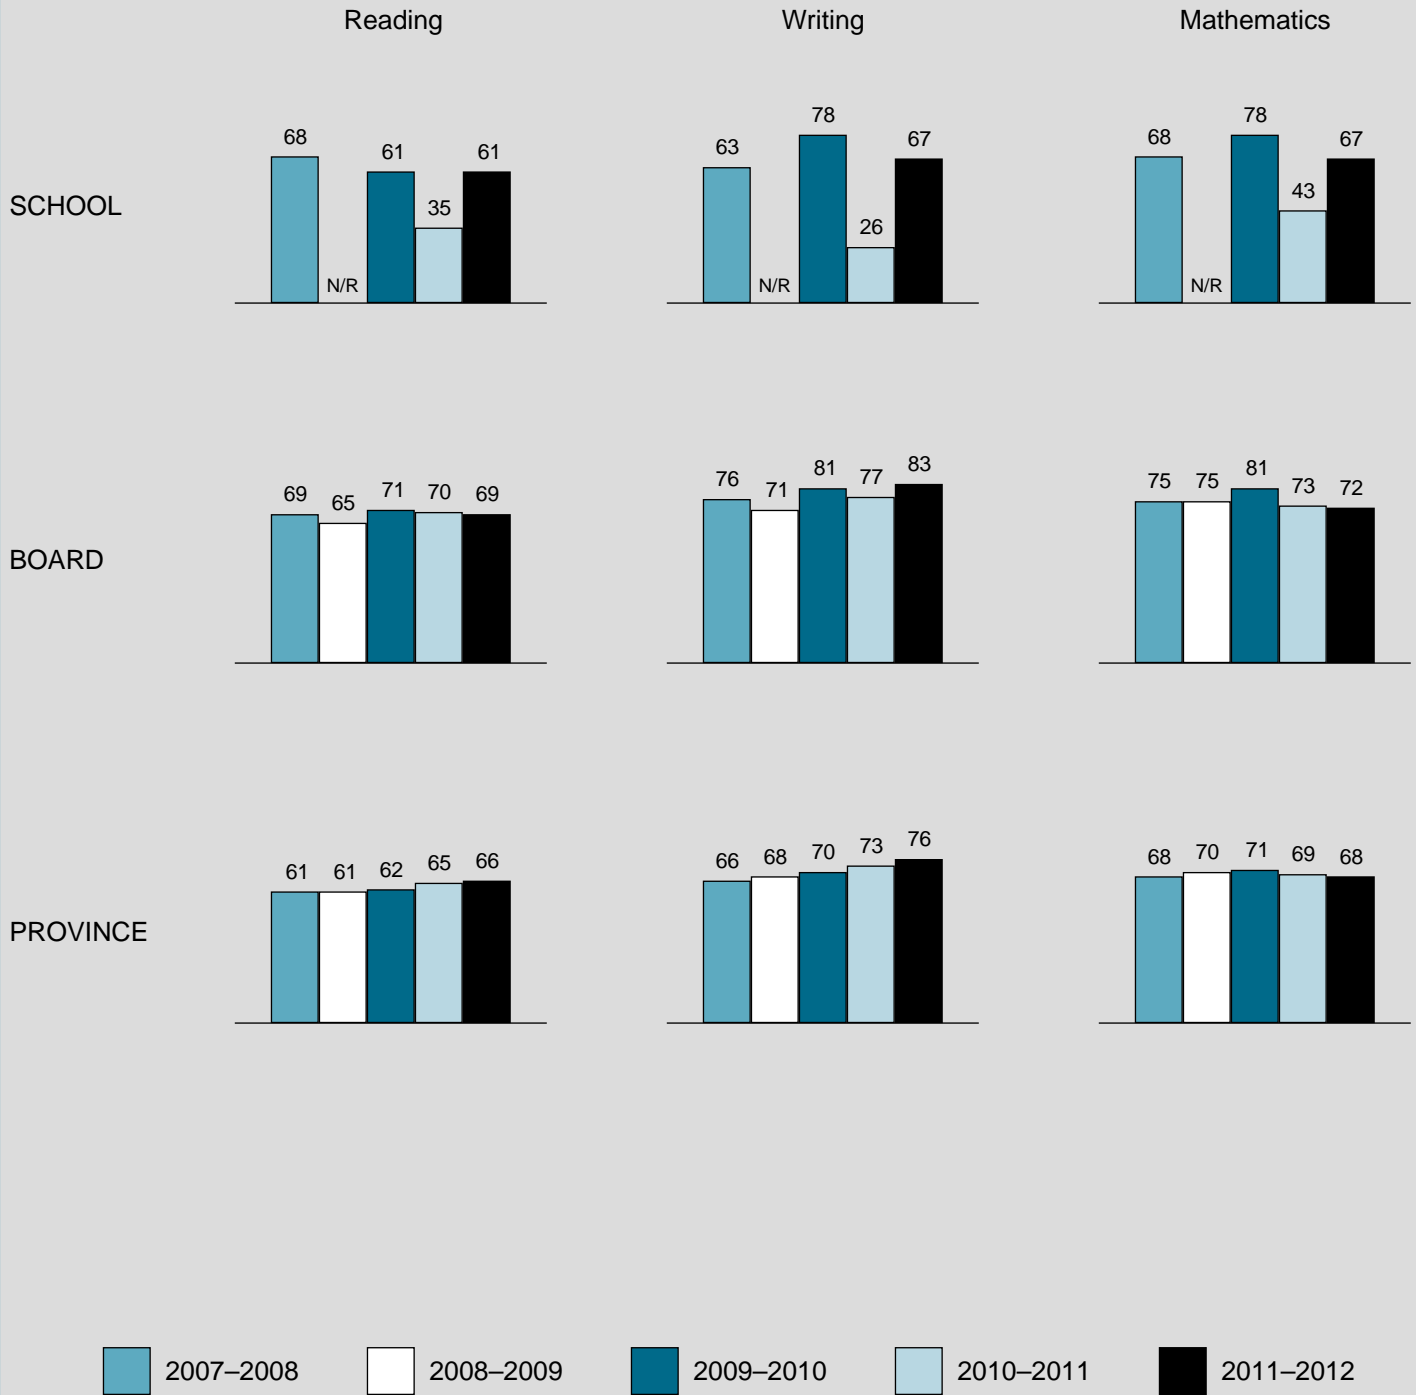 Reading Writing Mathematics
SCHOOL
68 N/R 61 35 61
63 N/R 78 26 67
68 N/R 78 43 67
BOARD
69 65 71 70 69
76 71 81 77 83
75 75 81 73 72
PROVINCE
61 61 62 65 66
66 68 70 73 76
68 70 71 69 68
2007–2008 2008–2009 2009–2010 2010–2011 2011–2012